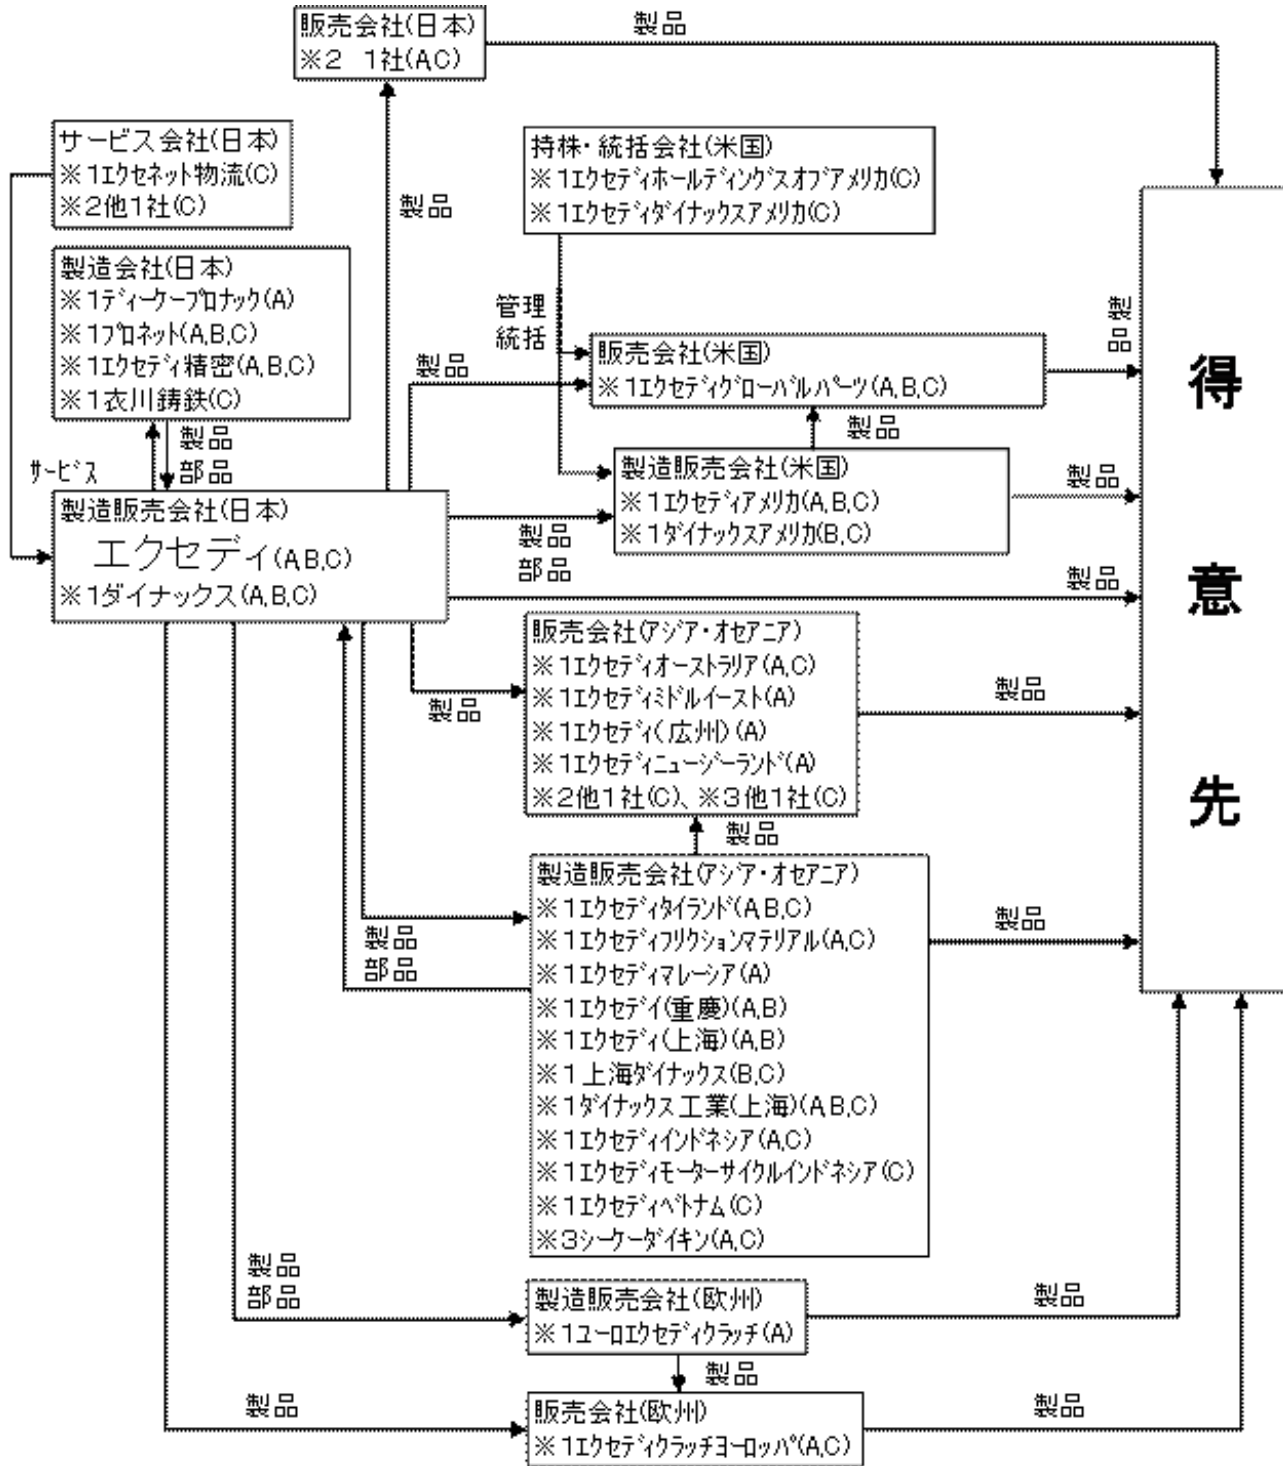 販売会社(日本)
※2 1社(A,C)
製品
サービス会社(日本)
※1エクセネット物流(C)
※2他1社(C)
製品
持株・統括会社(米国)
※1エクセディホールディングスオブアメリカ(C)
※1エクセディダイナックスアメリカ(C)
製造会社(日本)
※1ディーケープロナック(A)
※1プロネット(A,B,C)
※1エクセディ精密(A,B,C)
※1衣川鋳鉄(C)
管理
統括
製品
販売会社(米国)
※1エクセディグローバルパーツ(A,B,C)
製品
製品
製品
部品
サービス
製造販売会社(米国)
※1エクセディアメリカ(A,B,C)
※1ダイナックスアメリカ(B,C)
製品
製造販売会社(日本)
エクセディ(A,B,C)
※1ダイナックス(A,B,C)
製品
部品
製品
得意先
販売会社(アジア・オセアニア)
※1エクセディオーストラリア(A,C)
※1エクセディミドルイースト(A)
※1エクセディ(広州)(A)
※1エクセディニュージーランド(A)
※2他1社(C)、※3他1社(C)
製品
製品
製品
製造販売会社(アジア・オセアニア)
※1エクセディタイランド(A,B,C)
※1エクセディフリクションマテリアル(A,C)
※1エクセディマレーシア(A)
※1エクセデイ(重慶)(A,B)
※1エクセディ(上海)(A,B)
※1上海ダイナックス(B,C)
※1ダイナックス工業(上海)(A,B,C)
※1エクセディインドネシア(A,C)
※1エクセディモーターサイクルインドネシア(C)
※1エクセディベトナム(C)
※3シーケーダイキン(A,C)
製品
部品
製品
製品
部品
製造販売会社(欧州)
※1ユーロエクセディクラッチ(A)
製品
製品
製品
販売会社(欧州)
※1エクセディクラッチヨーロッパ(A,C)
製品